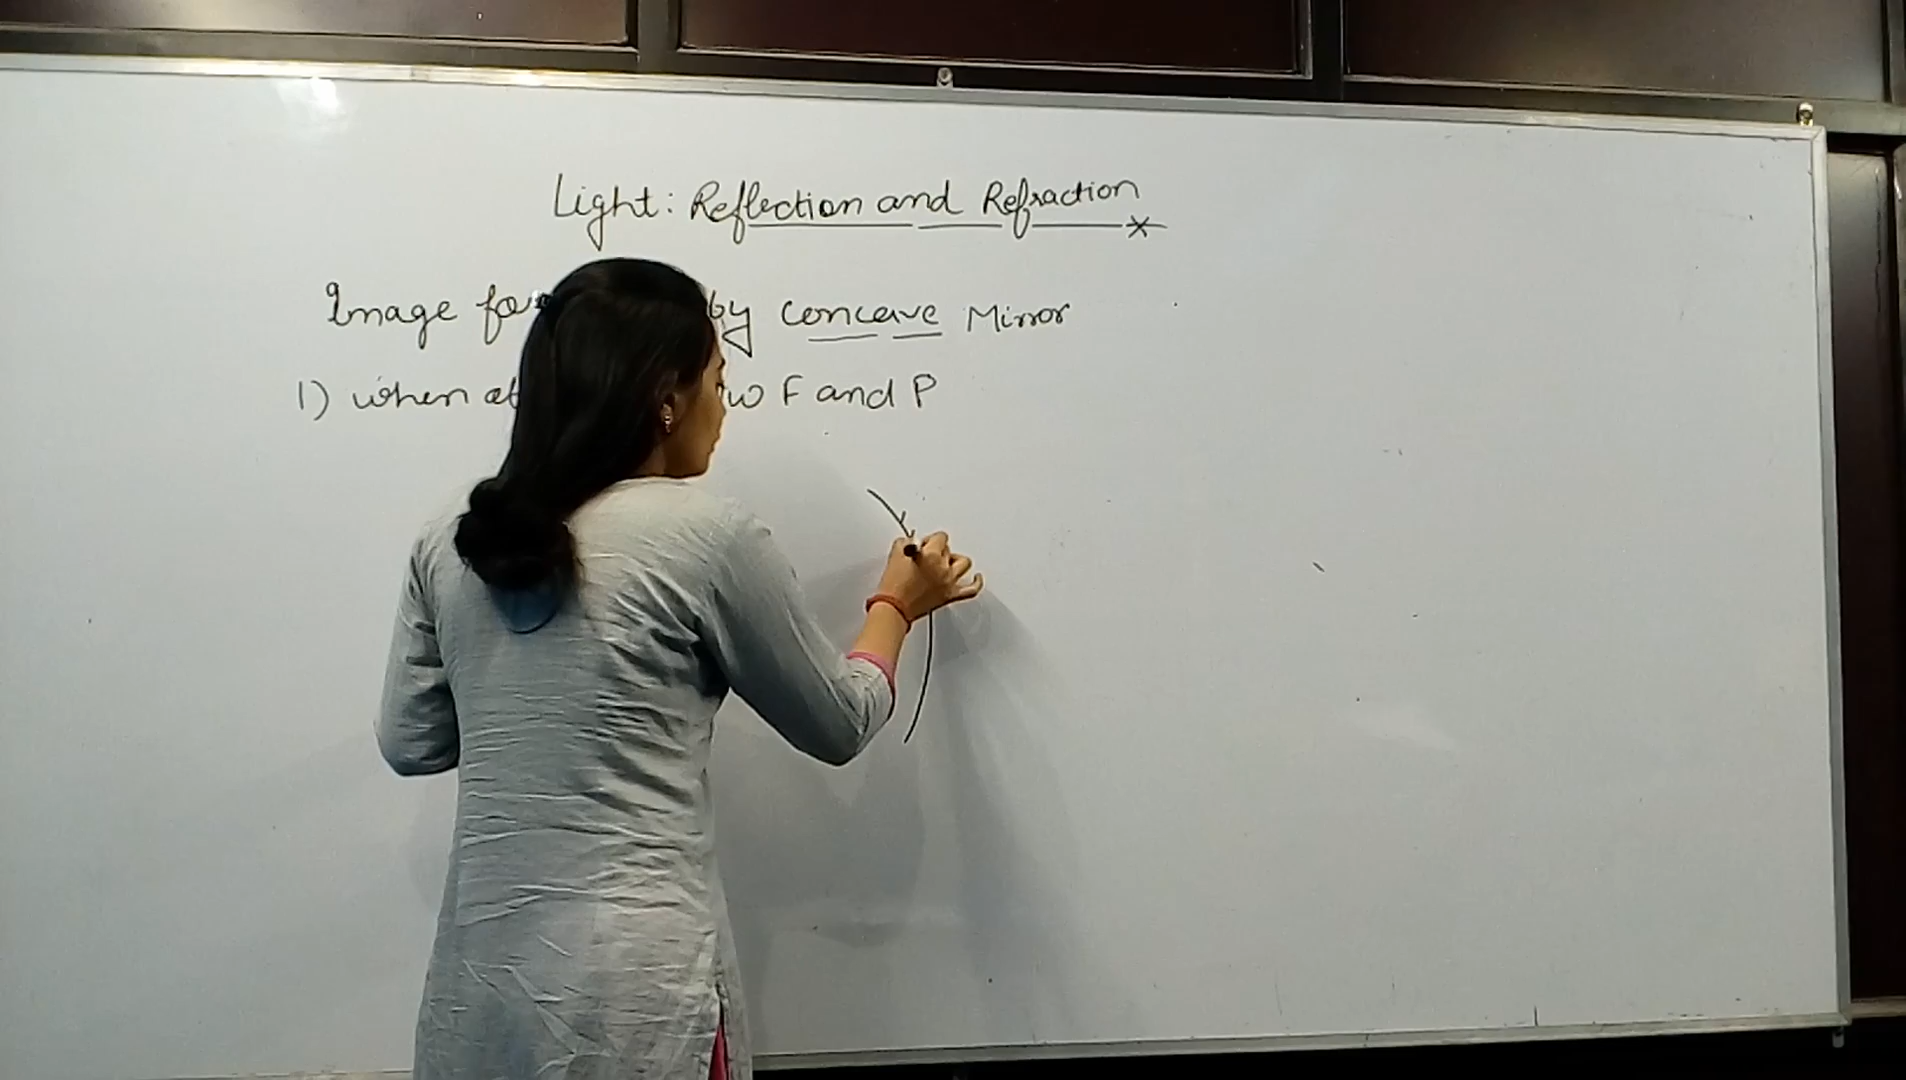 Light: Reflection and Refraction
Image by concave Mirror
1) when F and P